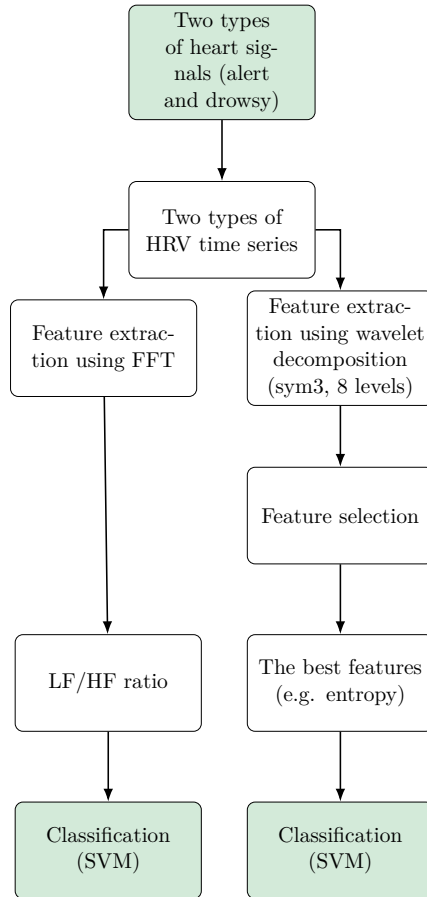 Two types
of heart sig-
nals (alert
and drowsy)
Two types of
HRV time series
Feature extrac-
tion using FFT
Feature extrac-
tion using wavelet
decomposition
(sym3, 8 levels)
Feature selection
LF/HF ratio
The best features
(e.g. entropy)
Classification
(SVM)
Classification
(SVM)